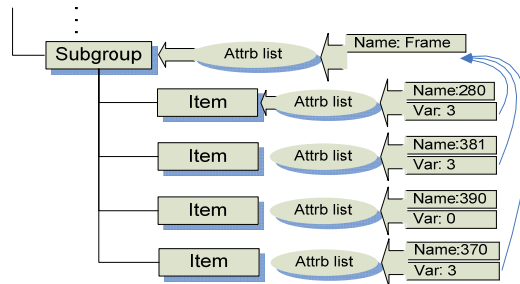 Name: Frame
Subgroup
Attrb list
Item
Attrb list
Name:280
Var: 3
Item
Attrb list
Name:381
Var: 3
Item
Attrb list
Name:390
Var: 0
Item
Attrb list
Name:370
Var: 3